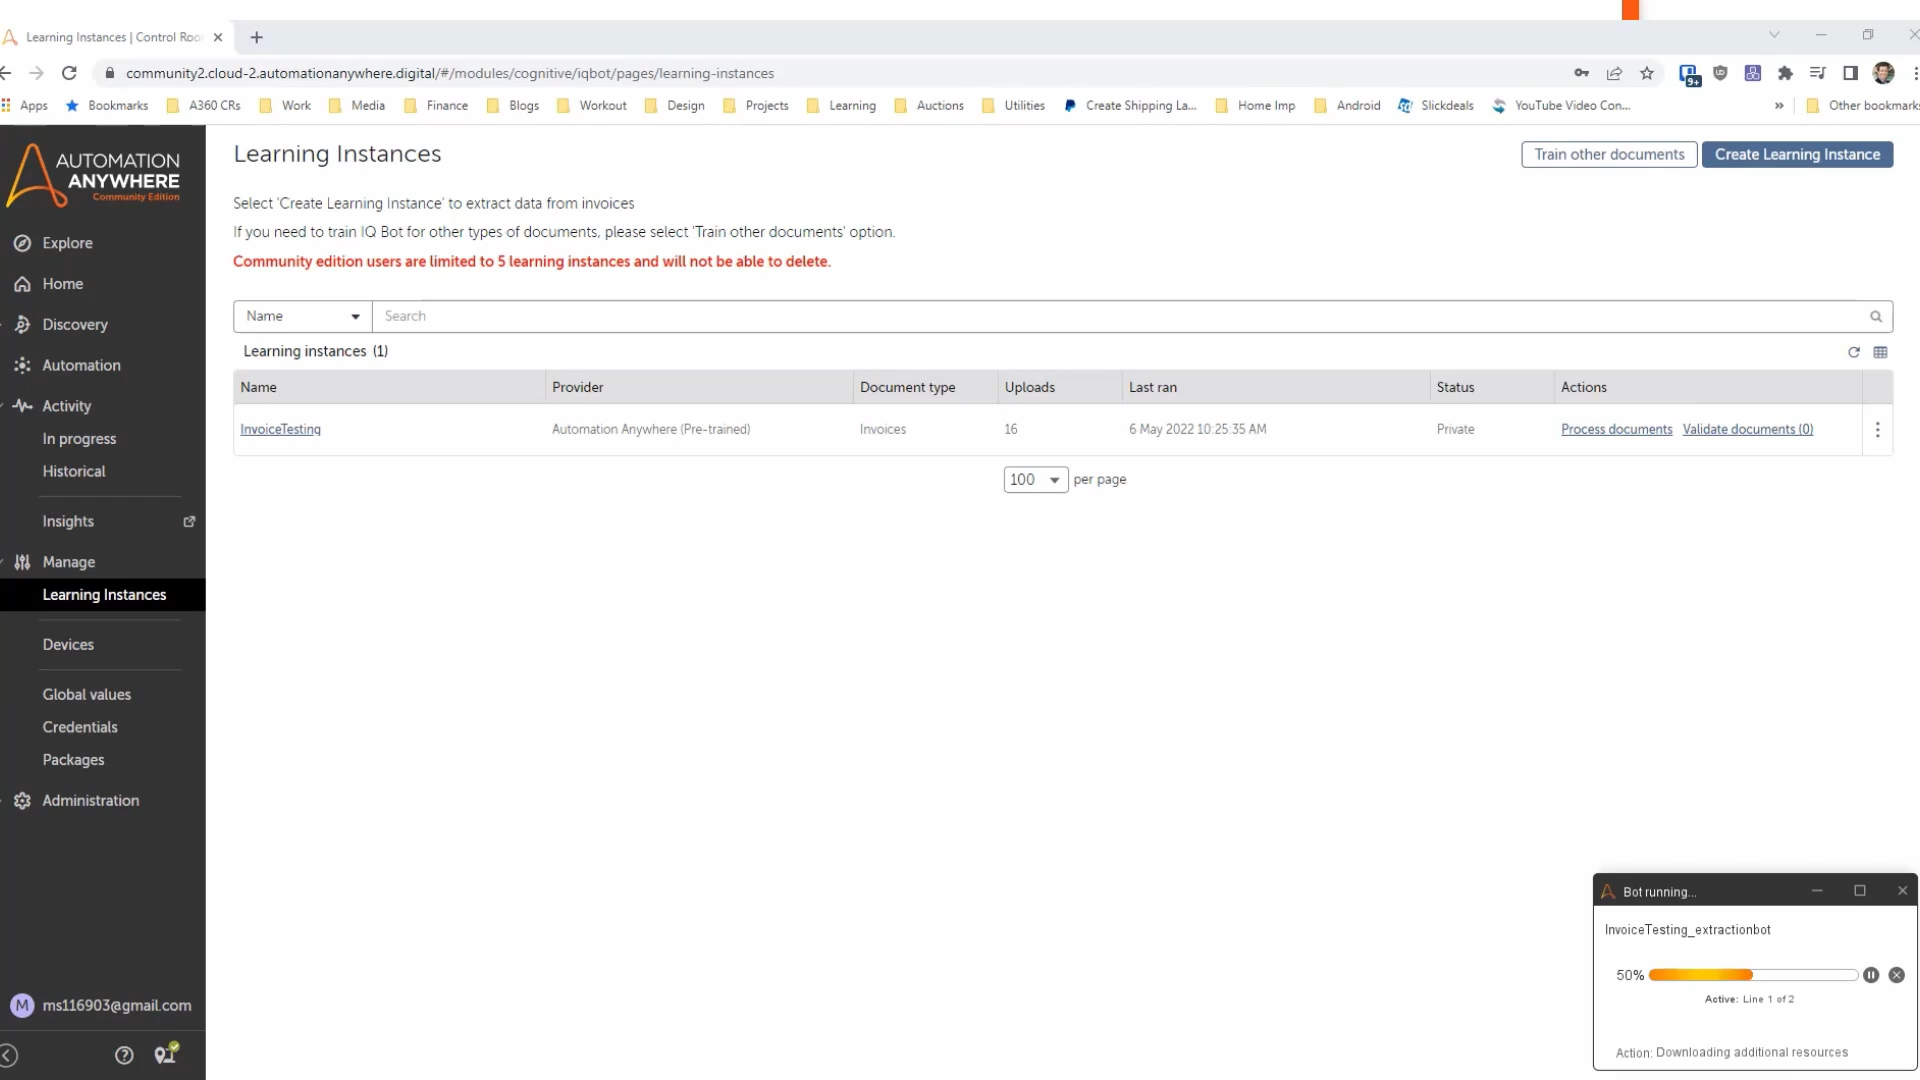 Learning Instances | Control Roo
community2.cloud-2.automationanywhere.digital/#/modules/cognitive/iqbot/pages/learning-instances
9+
Apps Bookmarks A360 CRs Work Media Finance Blogs Workout Design Projects Learning Auctions Utilities Create Shipping La... Home Imp Android Slickdeals YouTube Video Con... » Other bookmarks
AUTOMATION
ANYWHERE
Community Edition
Explore
Home
Discovery
Automation
Activity
In progress
Historical
Insights
Manage
Learning Instances
Devices
Global values
Credentials
Packages
Administration
M ms116903@gmail.com
Learning Instances
Train other documents Create Learning Instance
Select 'Create Learning Instance' to extract data from invoices
If you need to train IQ Bot for other types of documents, please select 'Train other documents' option.
Community edition users are limited to 5 learning instances and will not be able to delete.
Name Search
Learning instances (1)
Name Provider Document type Uploads Last ran Status Actions
InvoiceTesting Automation Anywhere (Pre-trained) Invoices 16 6 May 2022 10:25:35 AM Private Process documents Validate documents (0)
100 per page
Bot running...
InvoiceTesting_extractionbot
50%
Active: Line 1 of 2
Action: Downloading additional resources